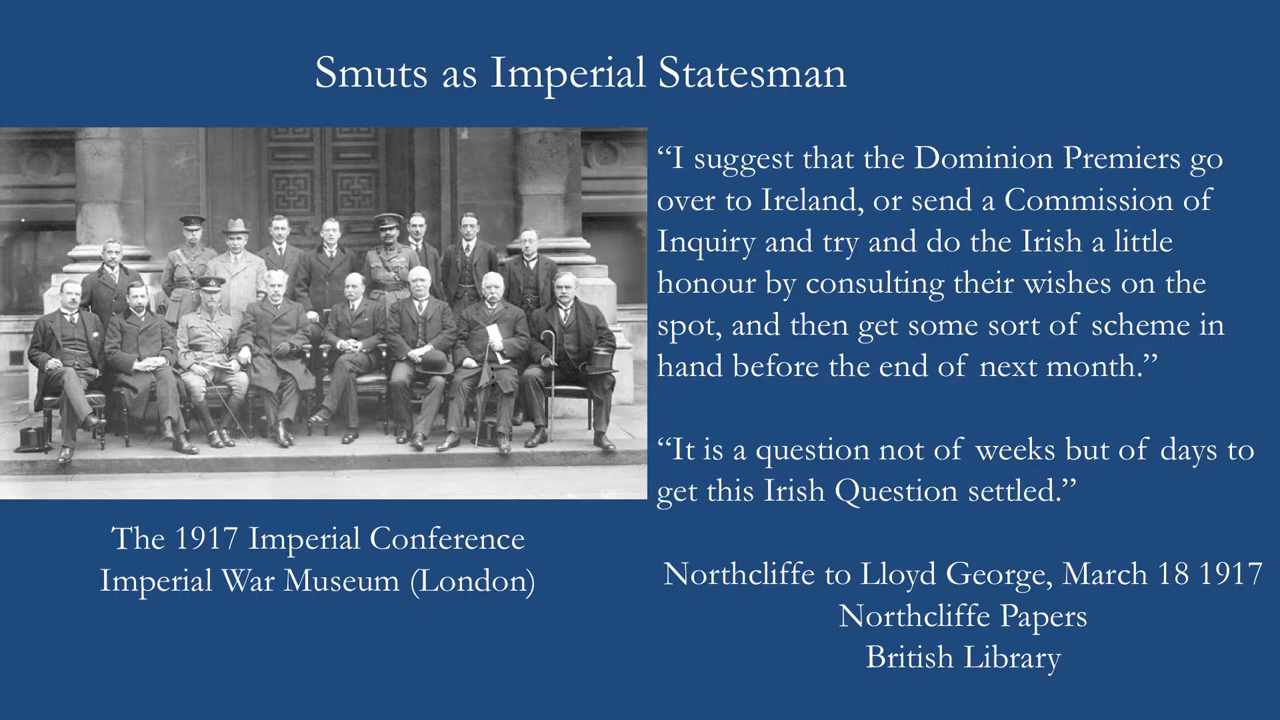 Smuts as Imperial Statesman
“I suggest that the Dominion Premiers go
over to Ireland, or send a Commission of
Inquiry and try and do the Irish a little
honour by consulting their wishes on the
spot, and then get some sort of scheme in
hand before the end of next month.”
“It is a question not of weeks but of days to
get this Irish Question settled.”
Northcliffe to Lloyd George, March 18 1917
Northcliffe Papers
British Library
The 1917 Imperial Conference
Imperial War Museum (London)